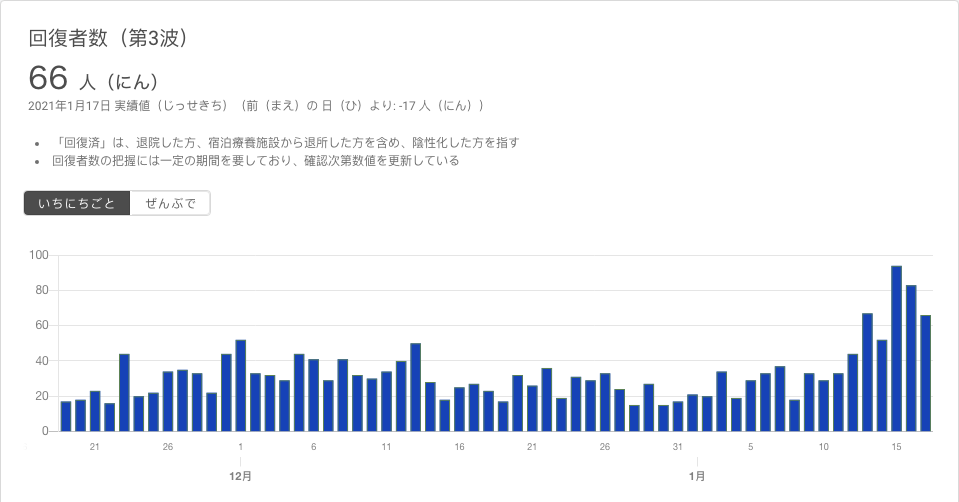 回復者数（第3波）
66 人（にん）
2021年1月17日 実績値（じっせきち）（前（まえ）の 日（ひ）より: -17 人（にん））
• 「回復済」は、退院した方、宿泊療養施設から退所した方を含め、陰性化した方を指す
• 回復者数の把握には一定の期間を要しており、確認次第数値を更新している
いちにちごと ぜんぶで
100
80
60
40
20
0
21 26 1 6 11 16 21 26 31 5 10 15
12月 1月